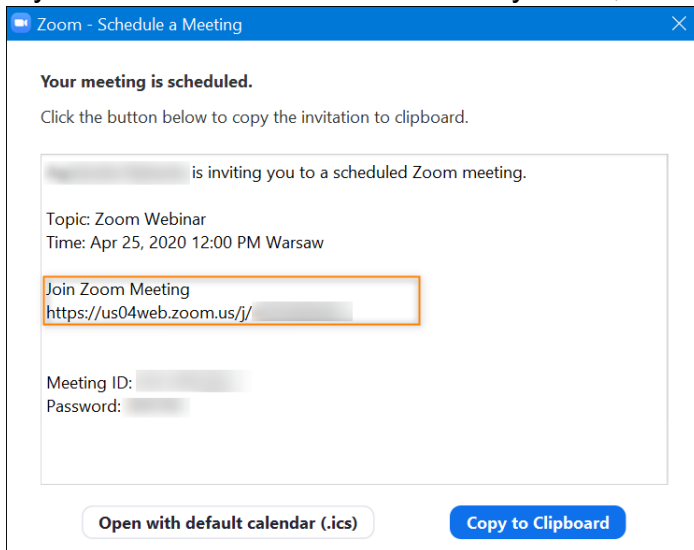 Zoom - Schedule a Meeting
Your meeting is scheduled.
Click the button below to copy the invitation to clipboard.
is inviting you to a scheduled Zoom meeting.
Topic: Zoom Webinar
Time: Apr 25, 2020 12:00 PM Warsaw
Join Zoom Meeting
https://us04web.zoom.us/j/
Meeting ID:
Password:
Open with default calendar (.ics)
Copy to Clipboard